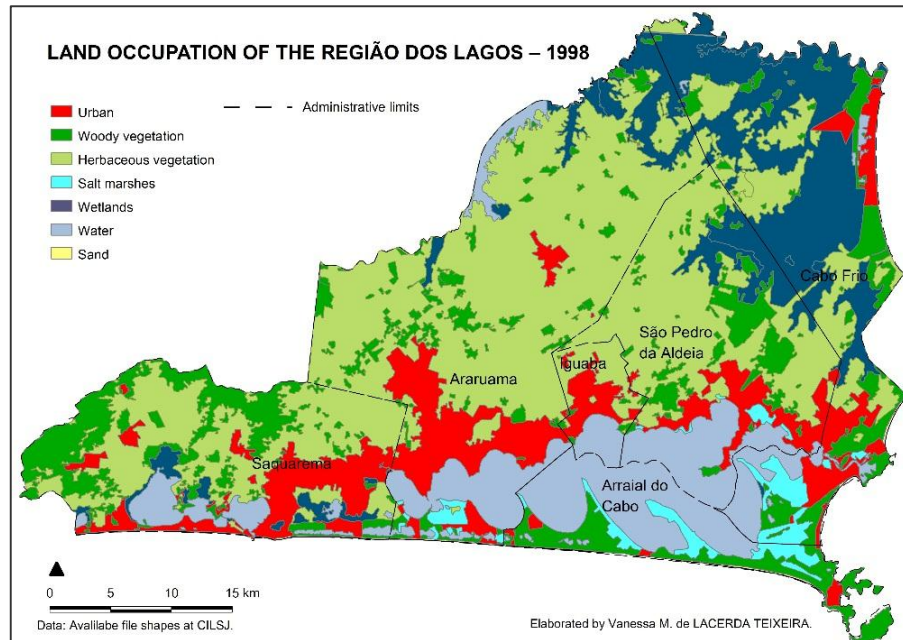 LAND OCCUPATION OF THE REGIÃO DOS LAGOS – 1998
Urban
Woody vegetation
Herbaceous vegetation
Salt marshes
Wetlands
Water
Sand
Administrative limits
Cabo Frio
São Pedro
da Aldeia
Iguaba
Araruama
Saquarema
Arraial do
Cabo
0 5 10 15 km
Data: Availalbe file shapes at CILSJ.
Elaborated by Vanessa M. de LACERDA TEIXEIRA.